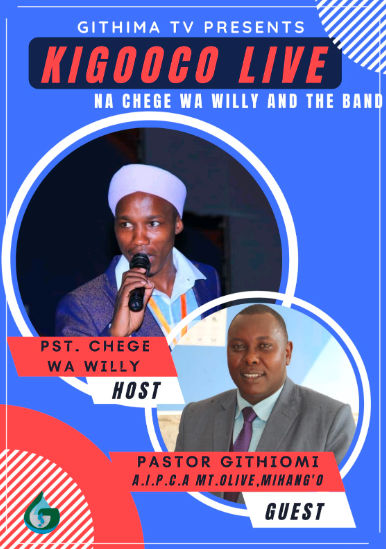 GITHIMA TV PRESENTS
KIGOOCO LIVE
NA CHEGE WA WILLY AND THE BAND
PST. CHEGE
WA WILLY
HOST
PASTOR GITHIOMI
A.I.P.C.A MT.OLIVE,MIHANG'O
GUEST